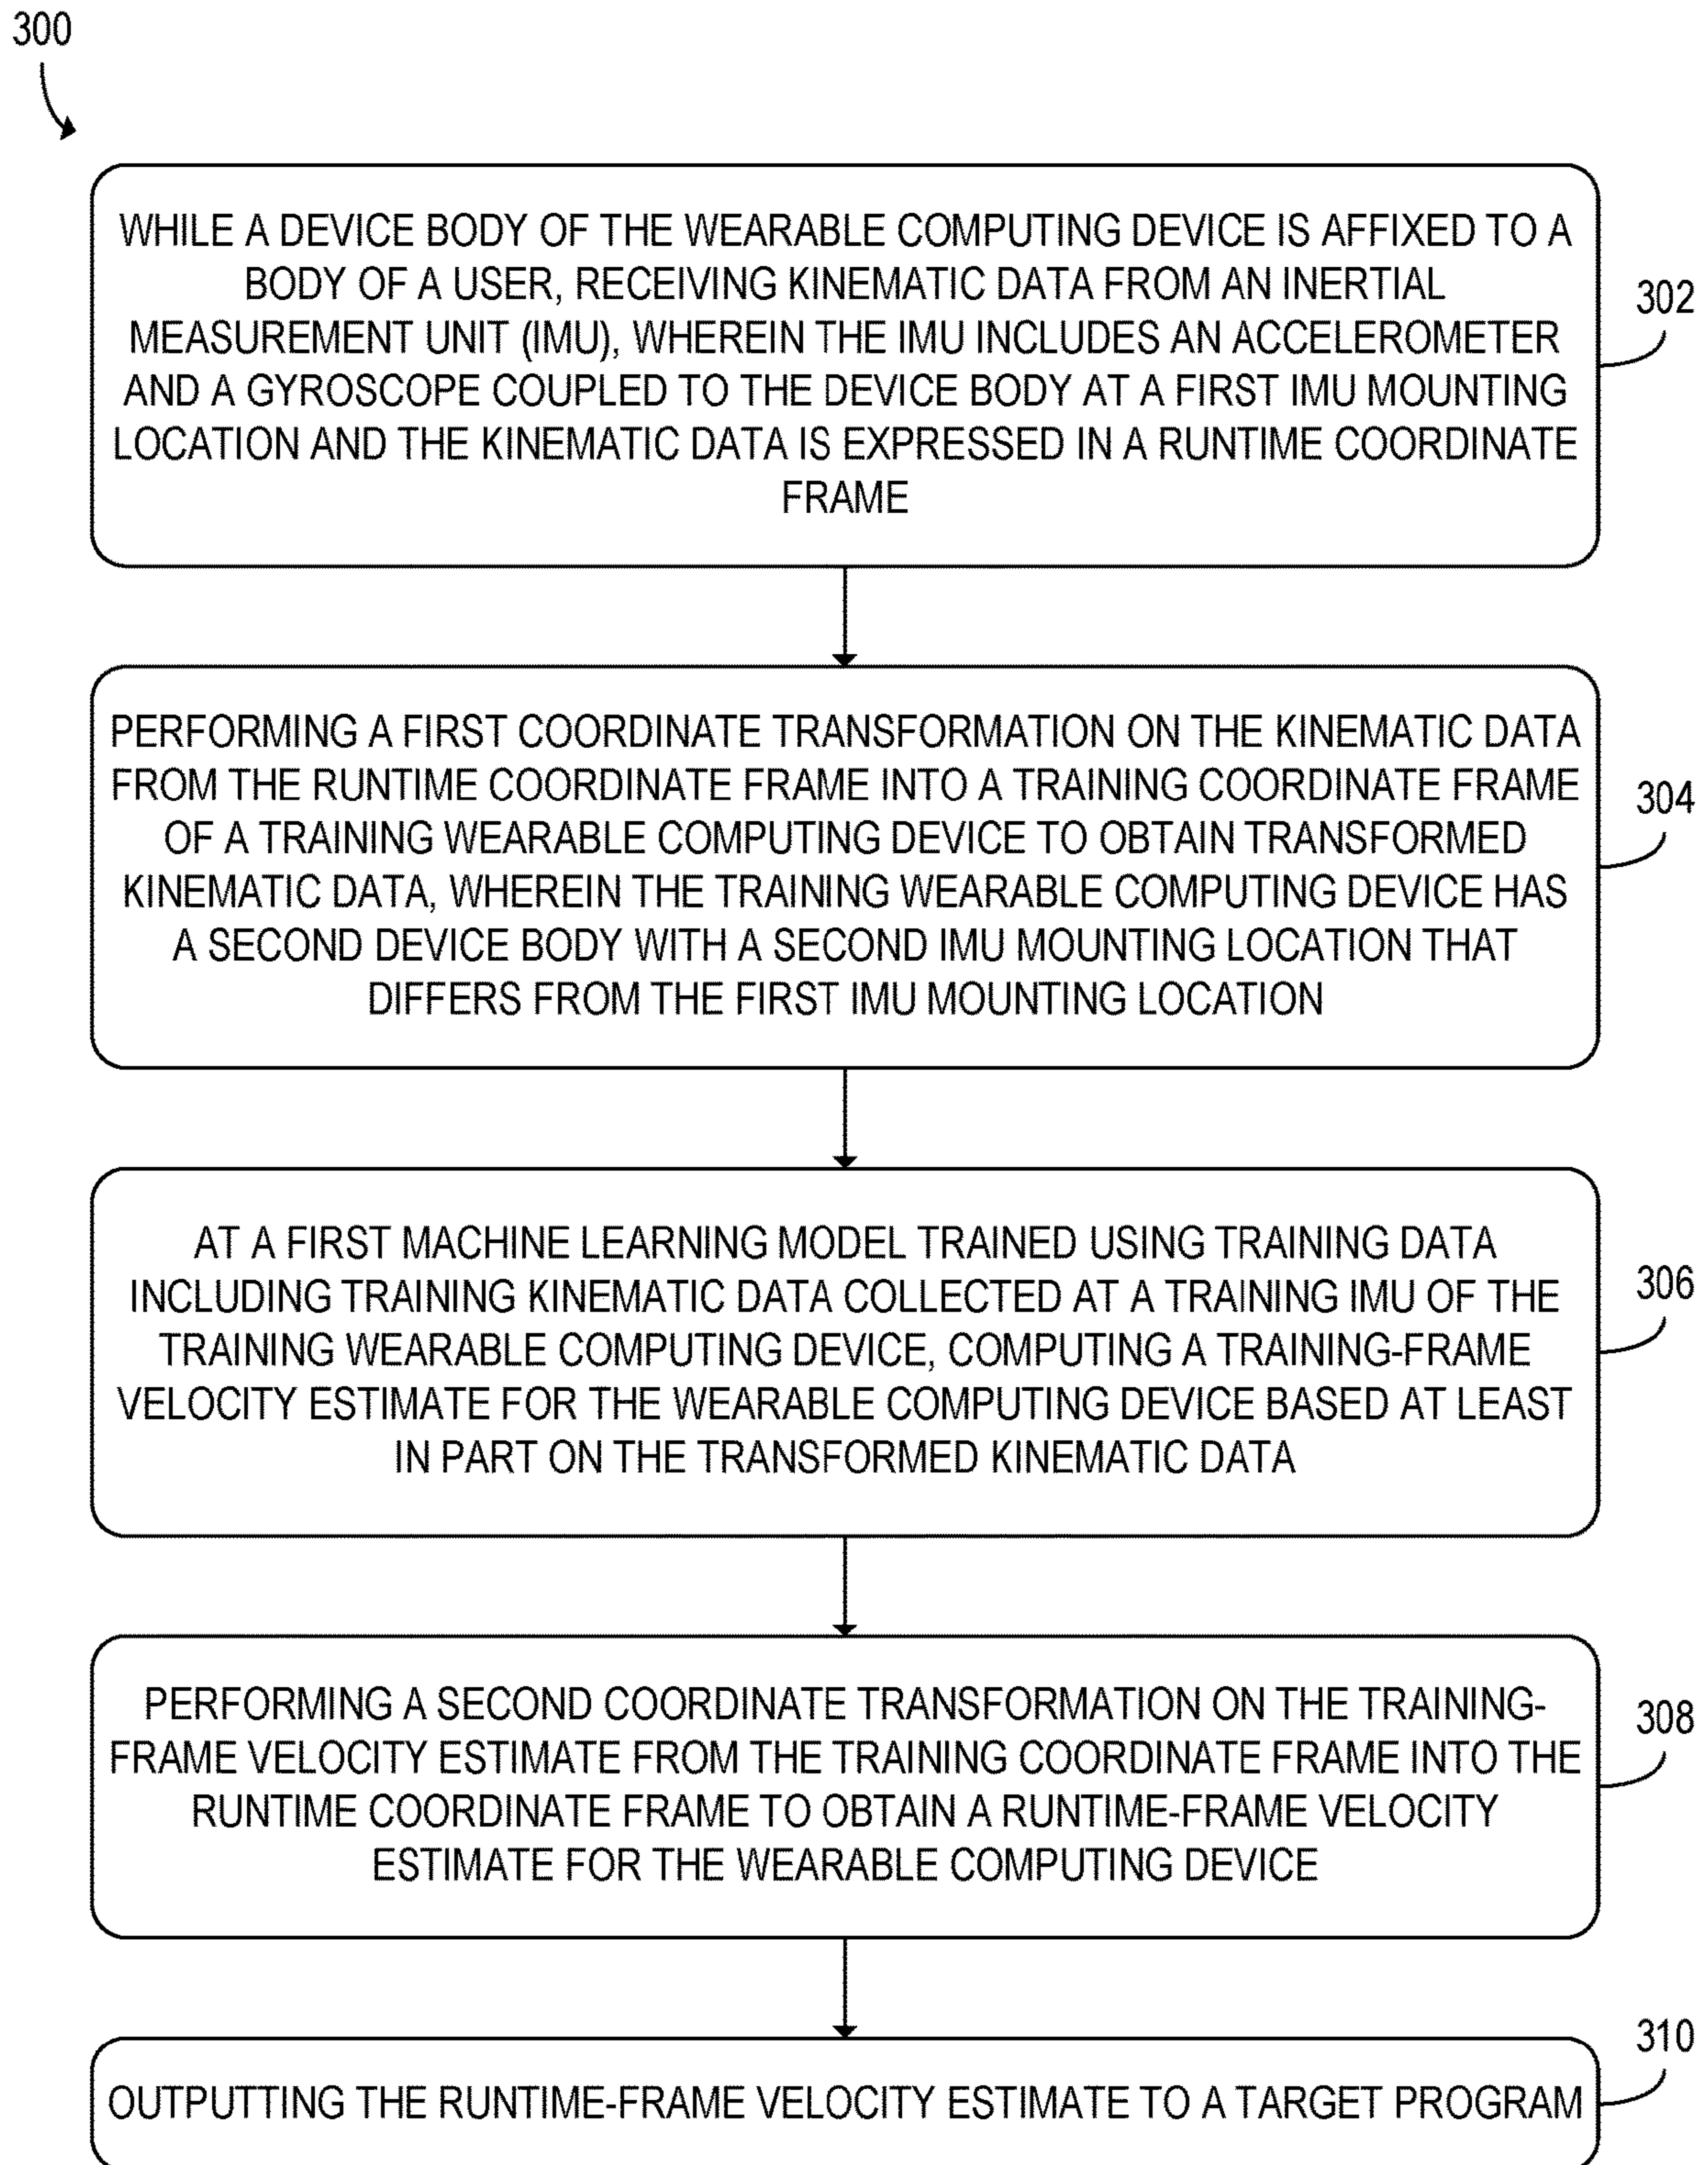 300
WHILE A DEVICE BODY OF THE WEARABLE COMPUTING DEVICE IS AFFIXED TO A
BODY OF A USER, RECEIVING KINEMATIC DATA FROM AN INERTIAL
MEASUREMENT UNIT (IMU), WHEREIN THE IMU INCLUDES AN ACCELEROMETER
AND A GYROSCOPE COUPLED TO THE DEVICE BODY AT A FIRST IMU MOUNTING
LOCATION AND THE KINEMATIC DATA IS EXPRESSED IN A RUNTIME COORDINATE
FRAME
302
PERFORMING A FIRST COORDINATE TRANSFORMATION ON THE KINEMATIC DATA
FROM THE RUNTIME COORDINATE FRAME INTO A TRAINING COORDINATE FRAME
OF A TRAINING WEARABLE COMPUTING DEVICE TO OBTAIN TRANSFORMED
KINEMATIC DATA, WHEREIN THE TRAINING WEARABLE COMPUTING DEVICE HAS
A SECOND DEVICE BODY WITH A SECOND IMU MOUNTING LOCATION THAT
DIFFERS FROM THE FIRST IMU MOUNTING LOCATION
304
AT A FIRST MACHINE LEARNING MODEL TRAINED USING TRAINING DATA
INCLUDING TRAINING KINEMATIC DATA COLLECTED AT A TRAINING IMU OF THE
TRAINING WEARABLE COMPUTING DEVICE, COMPUTING A TRAINING-FRAME
VELOCITY ESTIMATE FOR THE WEARABLE COMPUTING DEVICE BASED AT LEAST
IN PART ON THE TRANSFORMED KINEMATIC DATA
306
PERFORMING A SECOND COORDINATE TRANSFORMATION ON THE TRAINING-
FRAME VELOCITY ESTIMATE FROM THE TRAINING COORDINATE FRAME INTO THE
RUNTIME COORDINATE FRAME TO OBTAIN A RUNTIME-FRAME VELOCITY
ESTIMATE FOR THE WEARABLE COMPUTING DEVICE
308
OUTPUTTING THE RUNTIME-FRAME VELOCITY ESTIMATE TO A TARGET PROGRAM
310